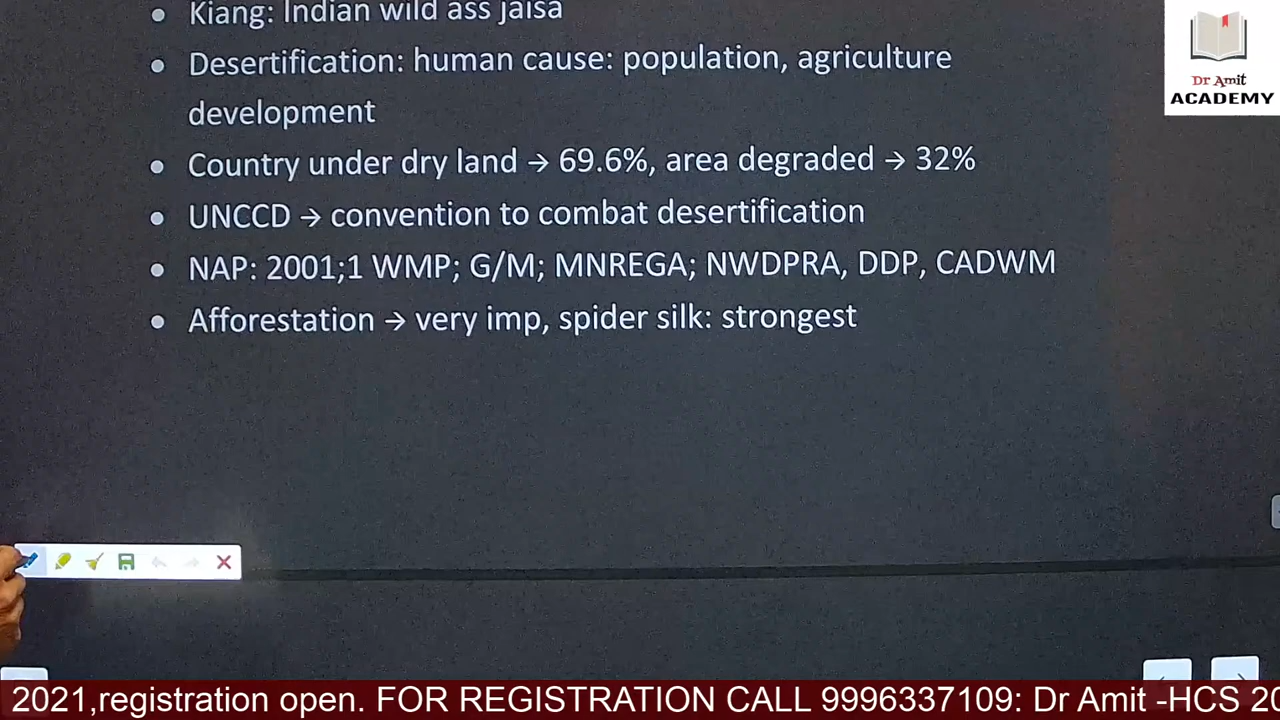 Kiang: Indian wild ass jaisa
Desertification: human cause: population, agriculture
development
Country under dry land → 69.6%, area degraded → 32%
UNCCD → convention to combat desertification
NAP: 2001;1 WMP; G/M; MNREGA; NWDPRA, DDP, CADWM
Afforestation → very imp, spider silk: strongest
Dr Amit
ACADEMY
2021,registration open. FOR REGISTRATION CALL 9996337109: Dr Amit -HCS 20